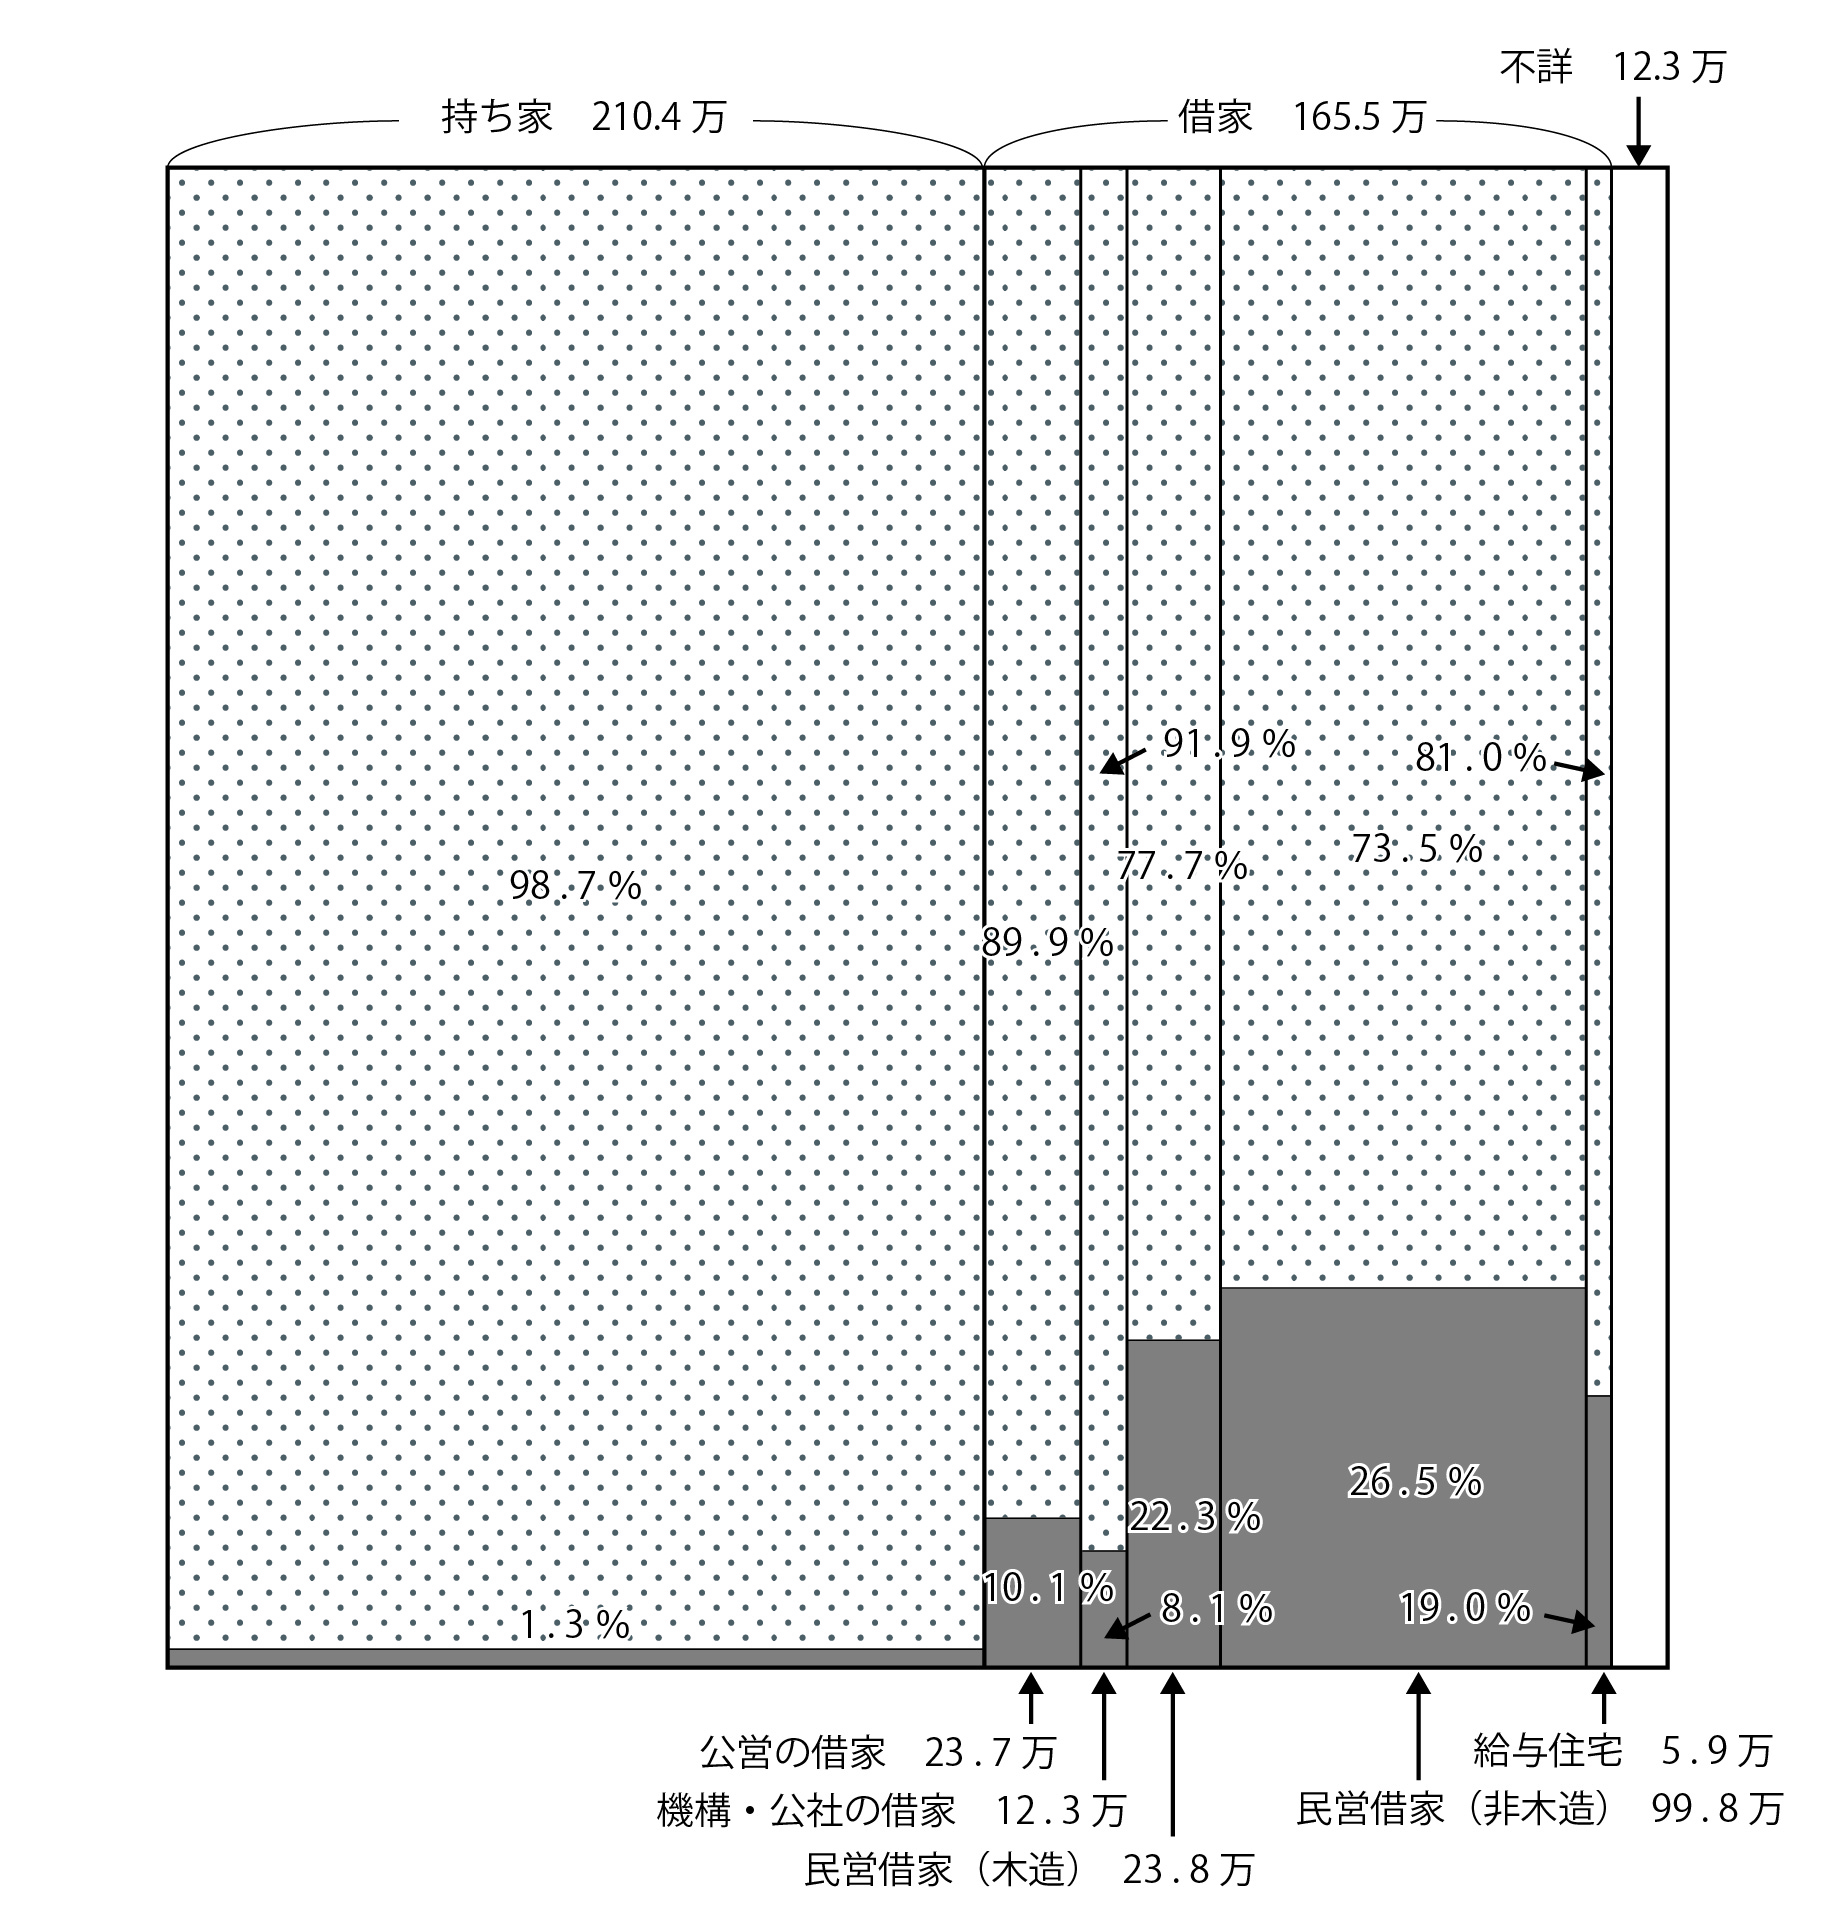 不詳　12.3 万
持ち家　210.4 万
借家　165.5 万
91.9 %
81.0 %
73.5 %
77.7 %
98.7 %
89.9 %
26.5 %
22.3 %
10.1 %
8.1 %
19.0 %
1.3 %
公営の借家　23.7 万
給与住宅　5.9 万
機構・公社の借家　12.3 万
民営借家（非木造）　99.8 万
民営借家（木造）　23.8 万